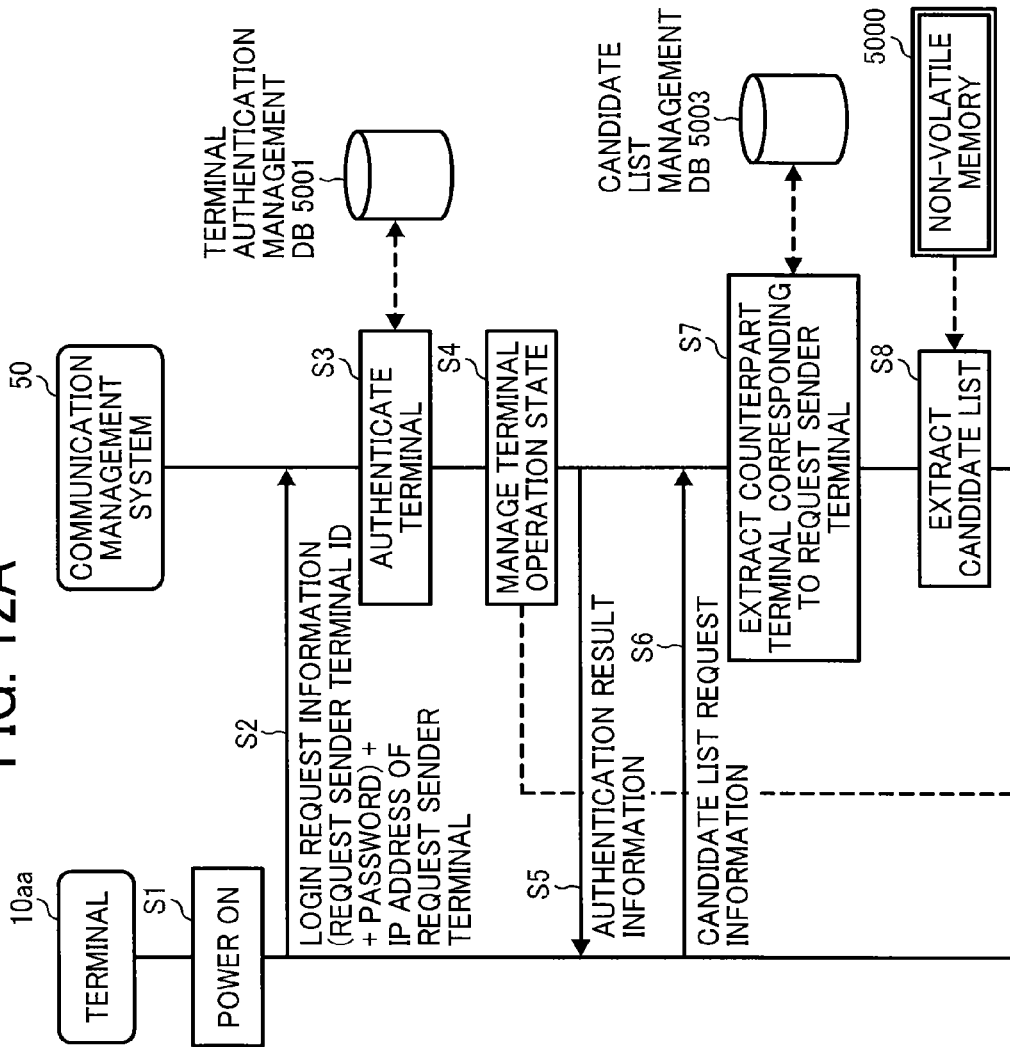 FIG. 12A
10aa
TERMINAL
50
COMMUNICATION
MANAGEMENT
SYSTEM
S1
POWER ON
S2
LOGIN REQUEST INFORMATION
(REQUEST SENDER TERMINAL ID
+ PASSWORD) +
IP ADDRESS OF
REQUEST SENDER
TERMINAL
S3
AUTHENTICATE
TERMINAL
TERMINAL
AUTHENTICATION
MANAGEMENT
DB 5001
S4
MANAGE TERMINAL
OPERATION STATE
S5
AUTHENTICATION RESULT
INFORMATION
S6
CANDIDATE LIST REQUEST
INFORMATION
S7
EXTRACT COUNTERPART
TERMINAL CORRESPONDING
TO REQUEST SENDER
TERMINAL
CANDIDATE
LIST
MANAGEMENT
DB 5003
S8
EXTRACT
CANDIDATE LIST
5000
NON-VOLATILE
MEMORY